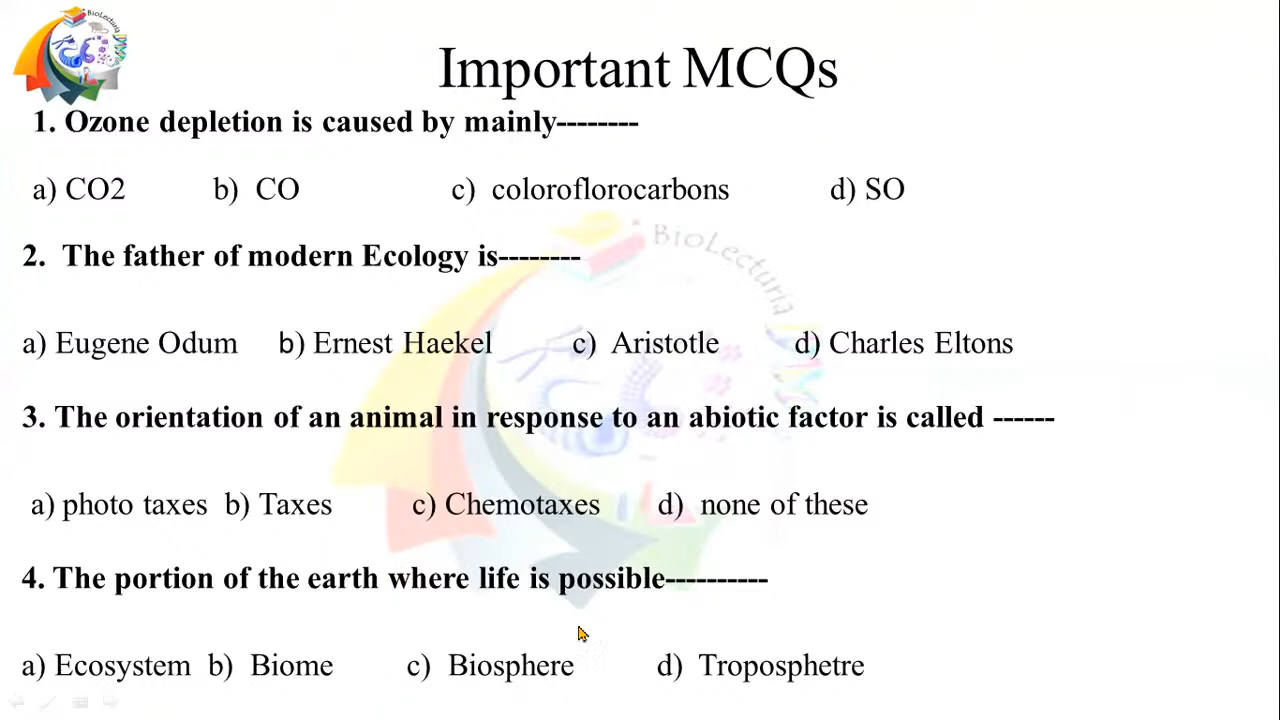 BioLecturia
Important MCQs
1. Ozone depletion is caused by mainly--------
a) CO2 b) CO c) coloroflorocarbons d) SO
BioLecturia
2. The father of modern Ecology is--------
a) Eugene Odum b) Ernest Haekel c) Aristotle d) Charles Eltons
3. The orientation of an animal in response to an abiotic factor is called ------
a) photo taxes b) Taxes c) Chemotaxes d) none of these
4. The portion of the earth where life is possible----------
a) Ecosystem b) Biome c) Biosphere d) Troposphetre